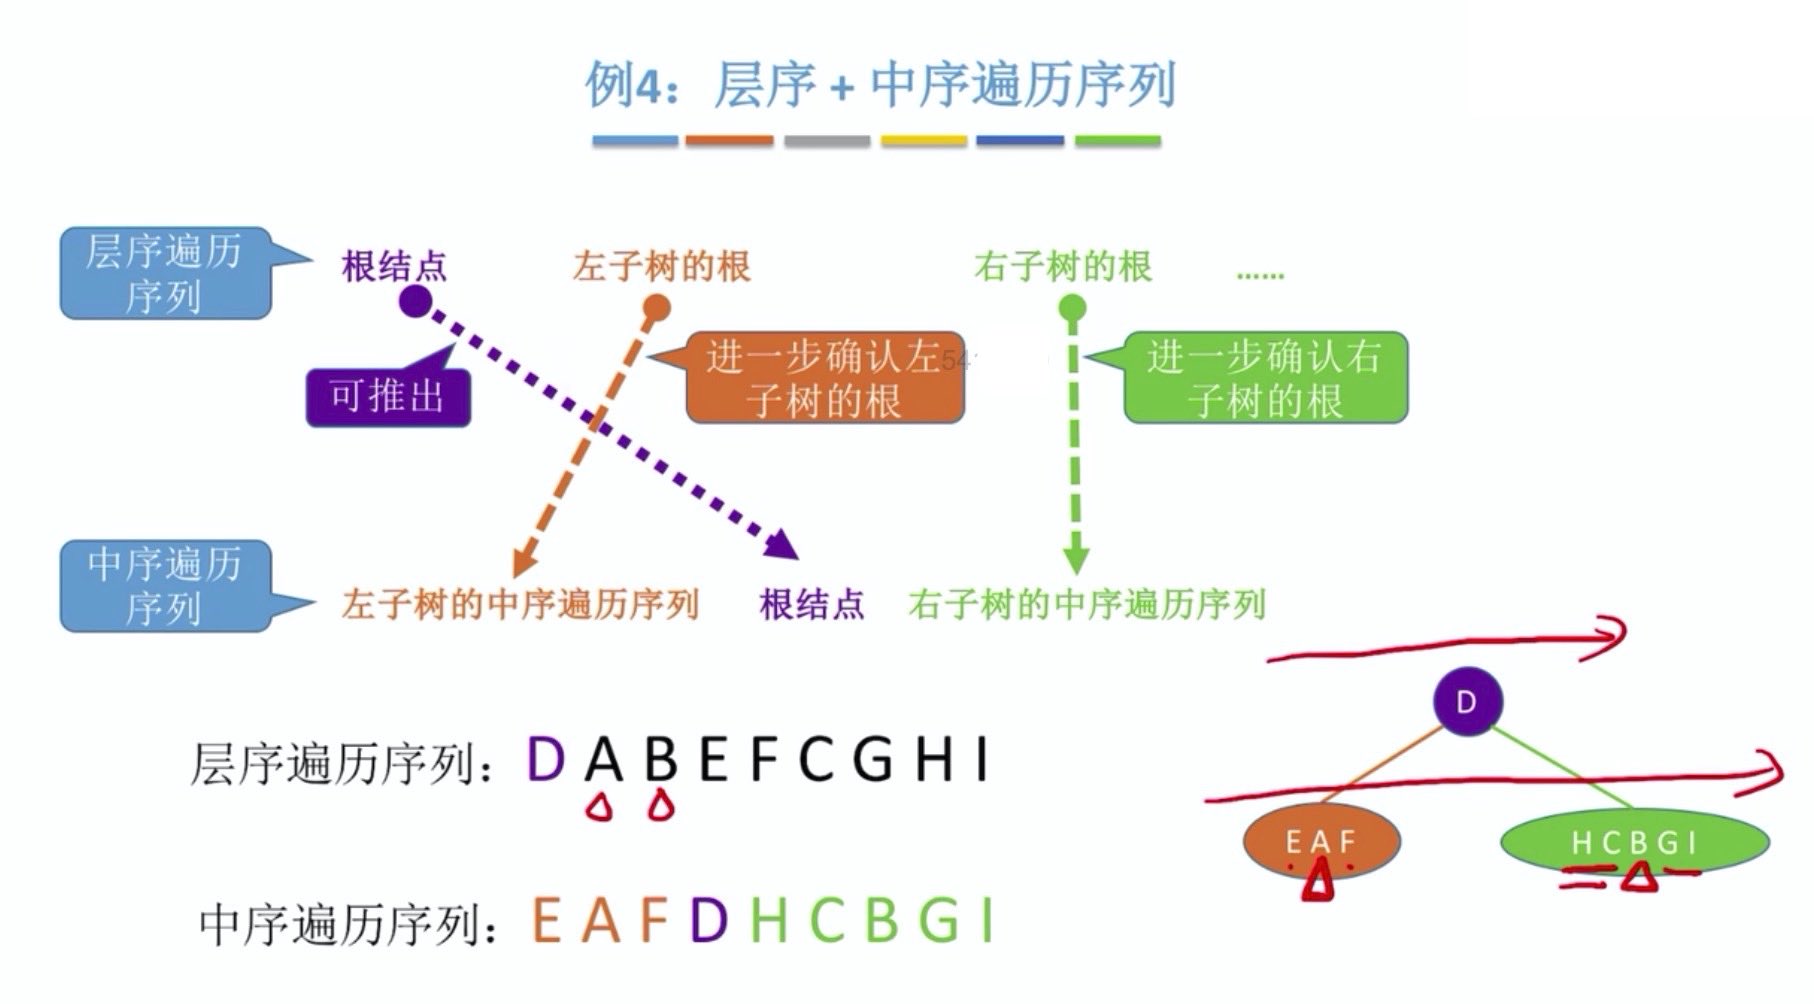 例4：层序 + 中序遍历序列
层序遍历
序列
根结点
左子树的根
右子树的根
......
可推出
进一步确认左
子树的根
进一步确认右
子树的根
中序遍历
序列
左子树的中序遍历序列
根结点
右子树的中序遍历序列
D
E A F
H C B G I
层序遍历序列：D A B E F C G H I
中序遍历序列：E A F D H C B G I